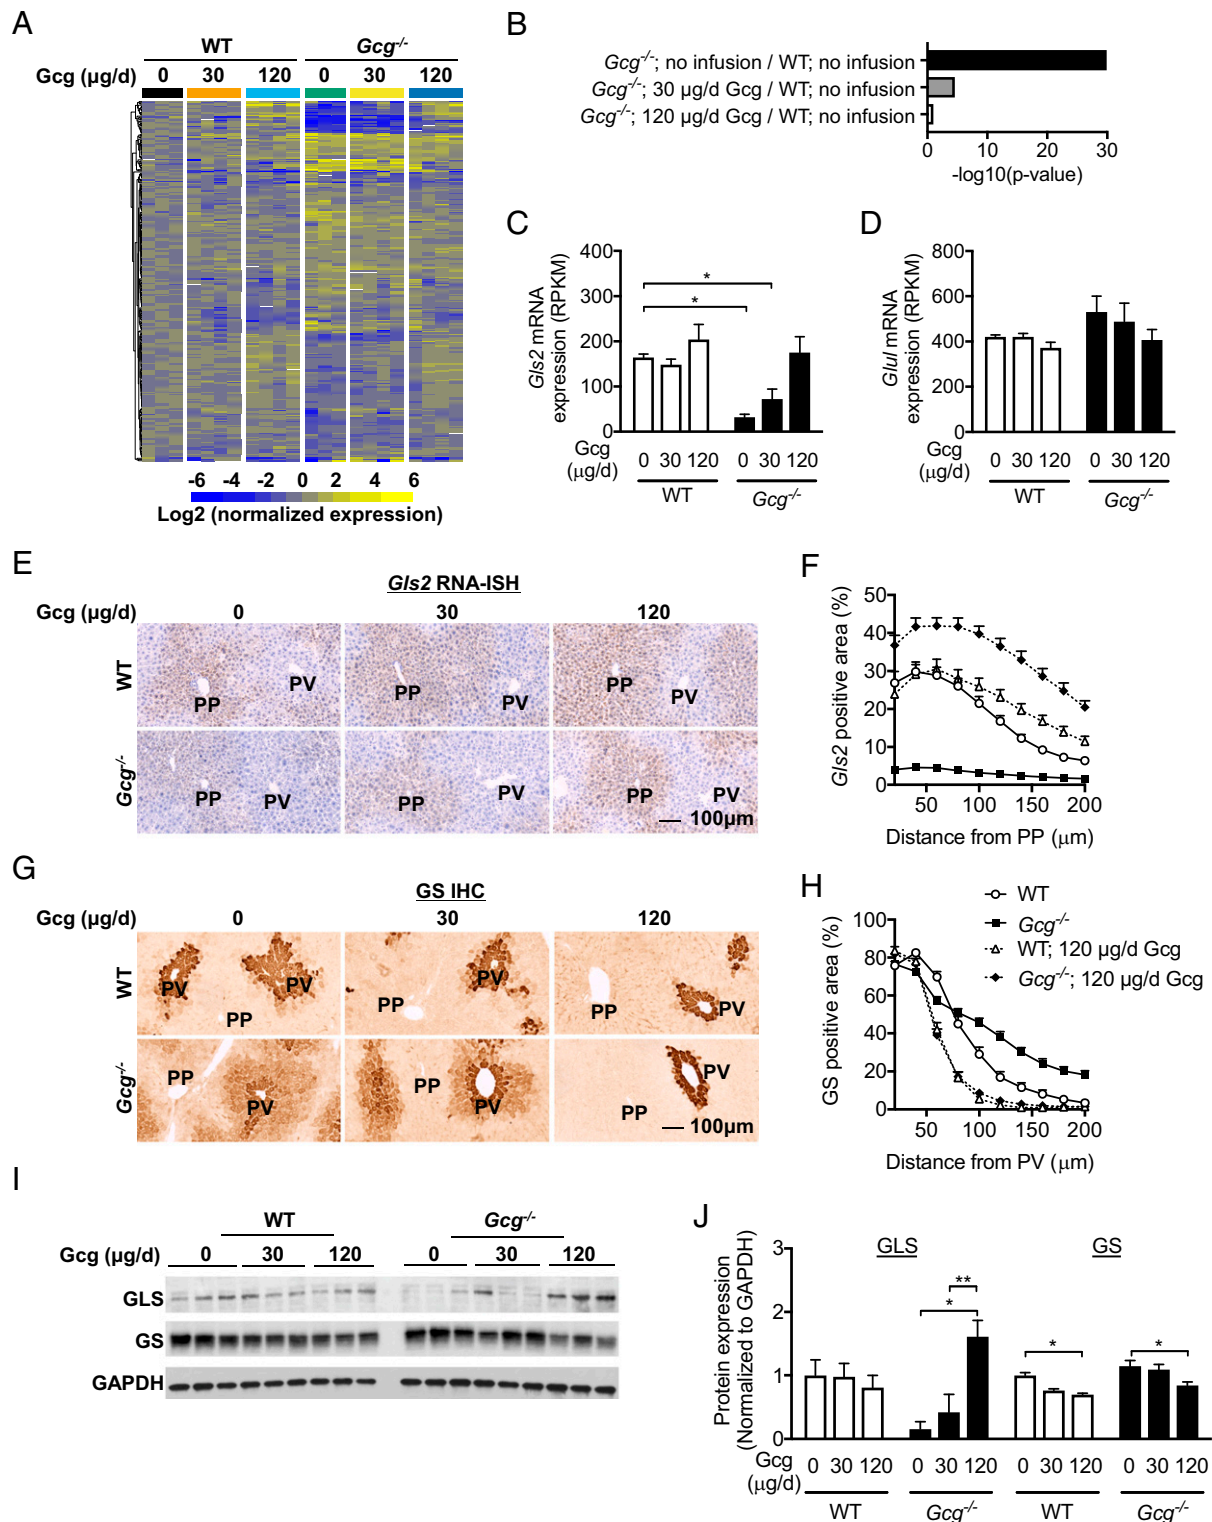 A
WT Gcg-/-
Gcg (µg/d) 0 30 120 0 30 120
-6 -4 -2 0 2 4 6
Log2 (normalized expression)
B
Gcg-/-; no infusion / WT; no infusion
Gcg-/-; 30 µg/d Gcg / WT; no infusion
Gcg-/-; 120 µg/d Gcg / WT; no infusion
0 10 20 30
-log10(p-value)
C
Gls2 mRNA
expression (RPKM)
400
300
200
100
0
*
*
Gcg
(µg/d)
0 30 120 0 30 120
WT Gcg-/-
D
Glul mRNA
expression (RPKM)
800
600
400
200
0
Gcg
(µg/d)
0 30 120 0 30 120
WT Gcg-/-
E
Gls2 RNA-ISH
Gcg (µg/d) 0 30 120
WT
PP PV PP PV PP PV
Gcg-/-
PP PV PP PV PP PV
100µm
F
Gls2 positive area (%)
50
40
30
20
10
0
50 100 150 200
Distance from PP (µm)
G
GS IHC
Gcg (µg/d) 0 30 120
WT
PV PP PV PP PV PP
Gcg-/-
PP PV PP PV PP PV
100µm
H
WT
Gcg-/-
WT; 120 µg/d Gcg
Gcg-/-; 120 µg/d Gcg
GS positive area (%)
100
80
60
40
20
0
50 100 150 200
Distance from PV (µm)
I
WT Gcg-/-
Gcg (µg/d) 0 30 120 0 30 120
GLS
GS
GAPDH
J
GLS GS
Protein expression
(Normalized to GAPDH)
3
2
1
0
**
*
*
*
Gcg
(µg/d)
0 30 120 0 30 120 0 30 120 0 30 120
WT Gcg-/- WT Gcg-/-